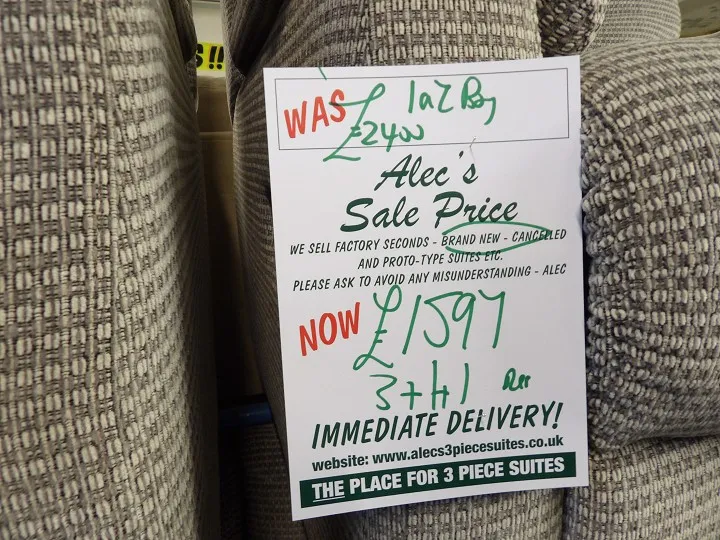 S!!
WAS £ laZ Boy
£2400
Alec's
Sale Price
WE SELL FACTORY SECONDS - BRAND NEW - CANCELLED
AND PROTO-TYPE SUITES ETC.
PLEASE ASK TO AVOID ANY MISUNDERSTANDING - ALEC
NOW £1597
3+1+1
IMMEDIATE DELIVERY!
website: www.alecs3piecesuites.co.uk
THE PLACE FOR 3 PIECE SUITES